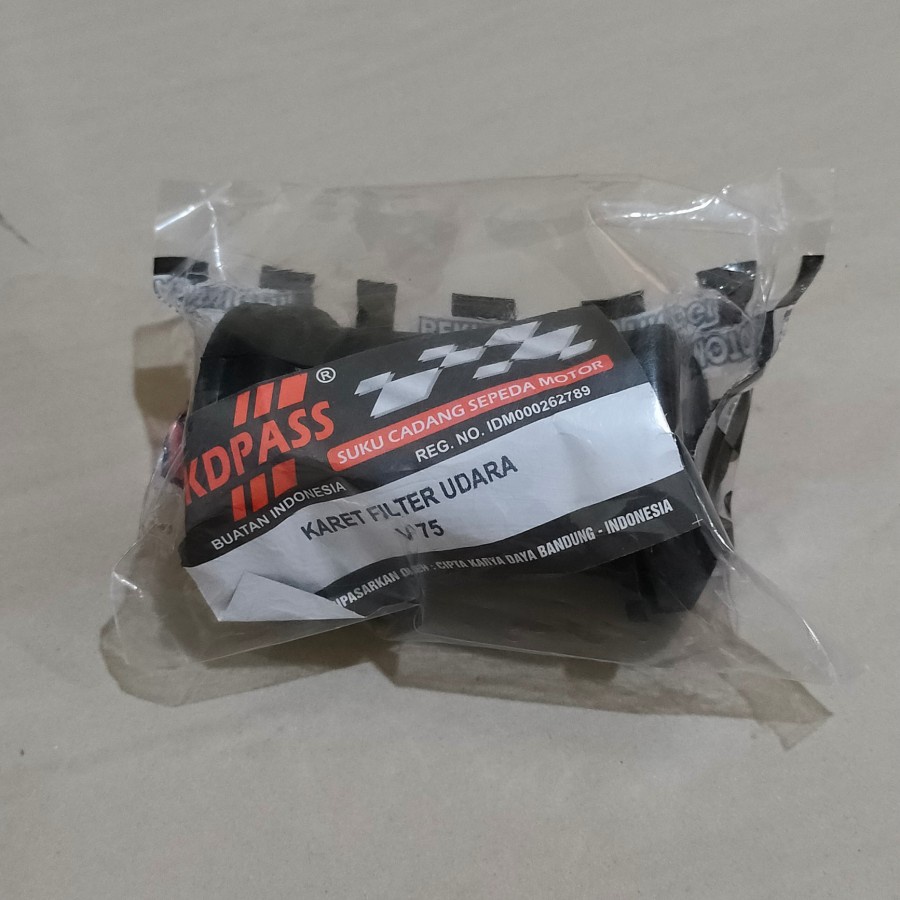 KDPASS ®
SUKU CADANG SEPEDA MOTOR
REG. NO. IDM000262789
BUATAN INDONESIA
KARET FILTER UDARA
V 75
DIPASARKAN OLEH : CIPTA KARYA DAYA BANDUNG - INDONESIA